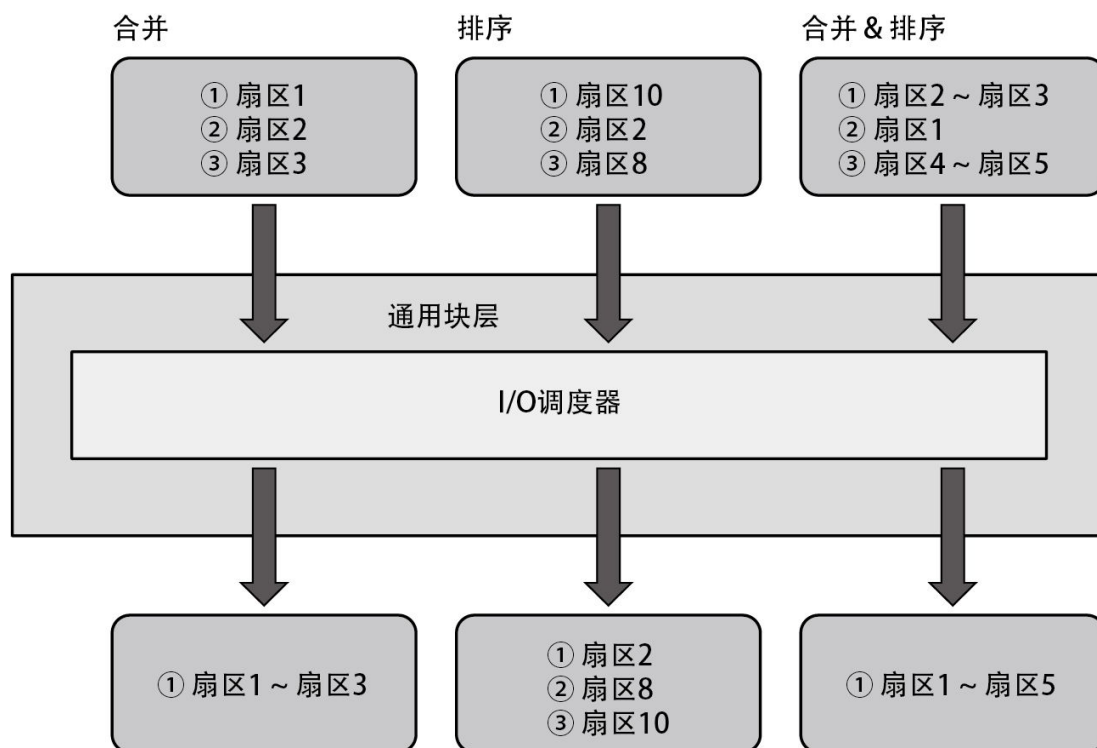 合并
排序
合并 & 排序
① 扇区1
② 扇区2
③ 扇区3
① 扇区10
② 扇区2
③ 扇区8
① 扇区2 ~ 扇区3
② 扇区1
③ 扇区4 ~ 扇区5
通用块层
I/O调度器
① 扇区1 ~ 扇区3
① 扇区2
② 扇区8
③ 扇区10
① 扇区1 ~ 扇区5